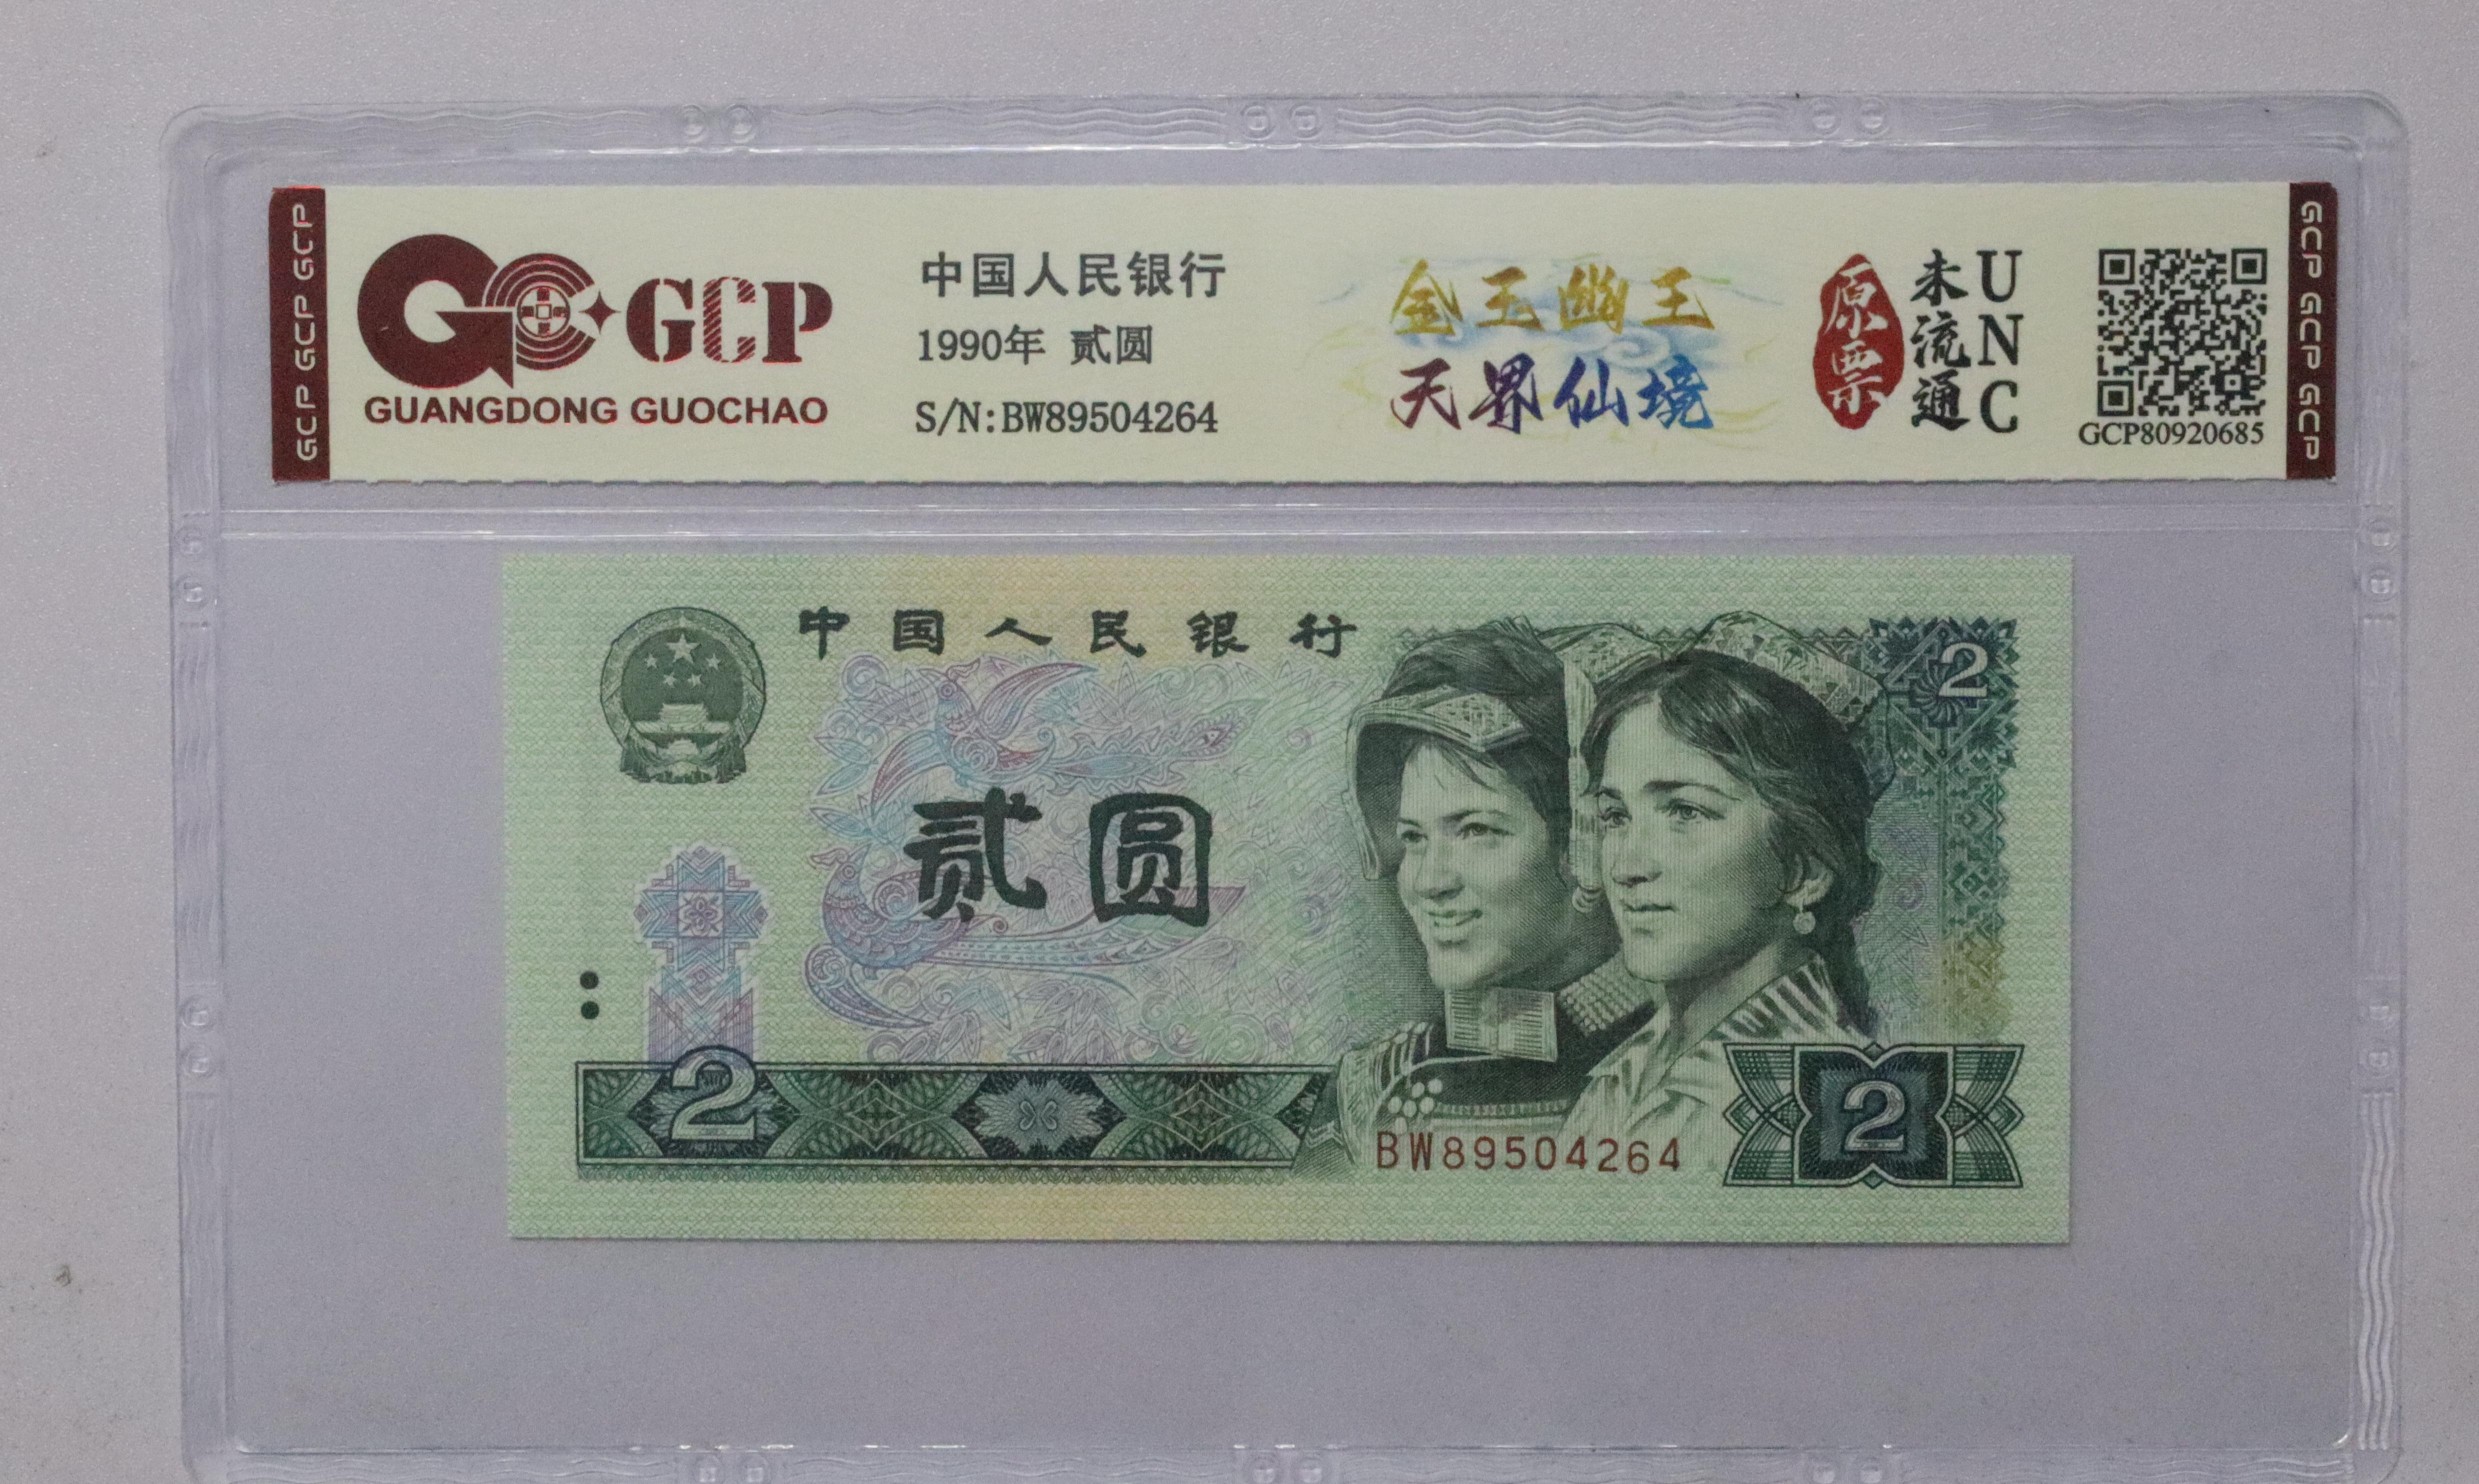 GCP GCP GCP
GCP
GUANGDONG GUOCHAO
中国人民银行
1990年 贰圆
S/N:BW89504264
金玉幽王
天界仙境
原票
未流通
UNC
GCP80920685
GCP GCP GCP
中国人民银行
2
贰圆
2
BW89504264
2